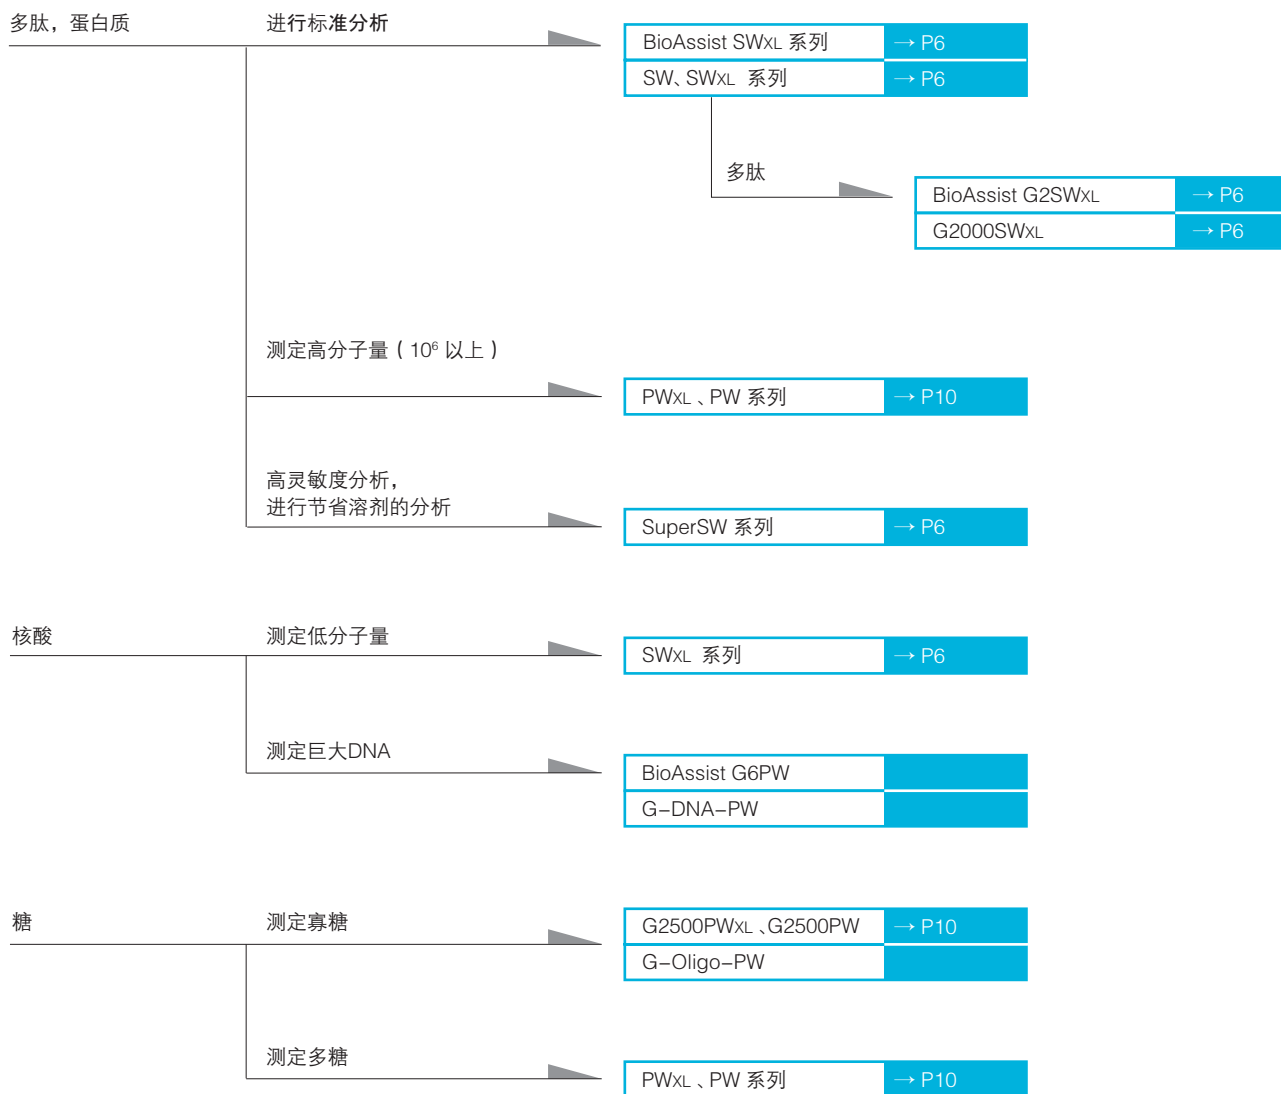 多肽，蛋白质
进行标准分析
BioAssist SWXL 系列 → P6
SW、SWXL 系列 → P6
多肽
BioAssist G2SWXL → P6
G2000SWXL → P6
测定高分子量（10⁶ 以上）
PWXL 、PW 系列 → P10
高灵敏度分析，
进行节省溶剂的分析
SuperSW 系列 → P6
核酸
测定低分子量
SWXL 系列 → P6
测定巨大DNA
BioAssist G6PW
G–DNA–PW
糖
测定寡糖
G2500PWXL 、G2500PW → P10
G–Oligo–PW
测定多糖
PWXL 、PW 系列 → P10